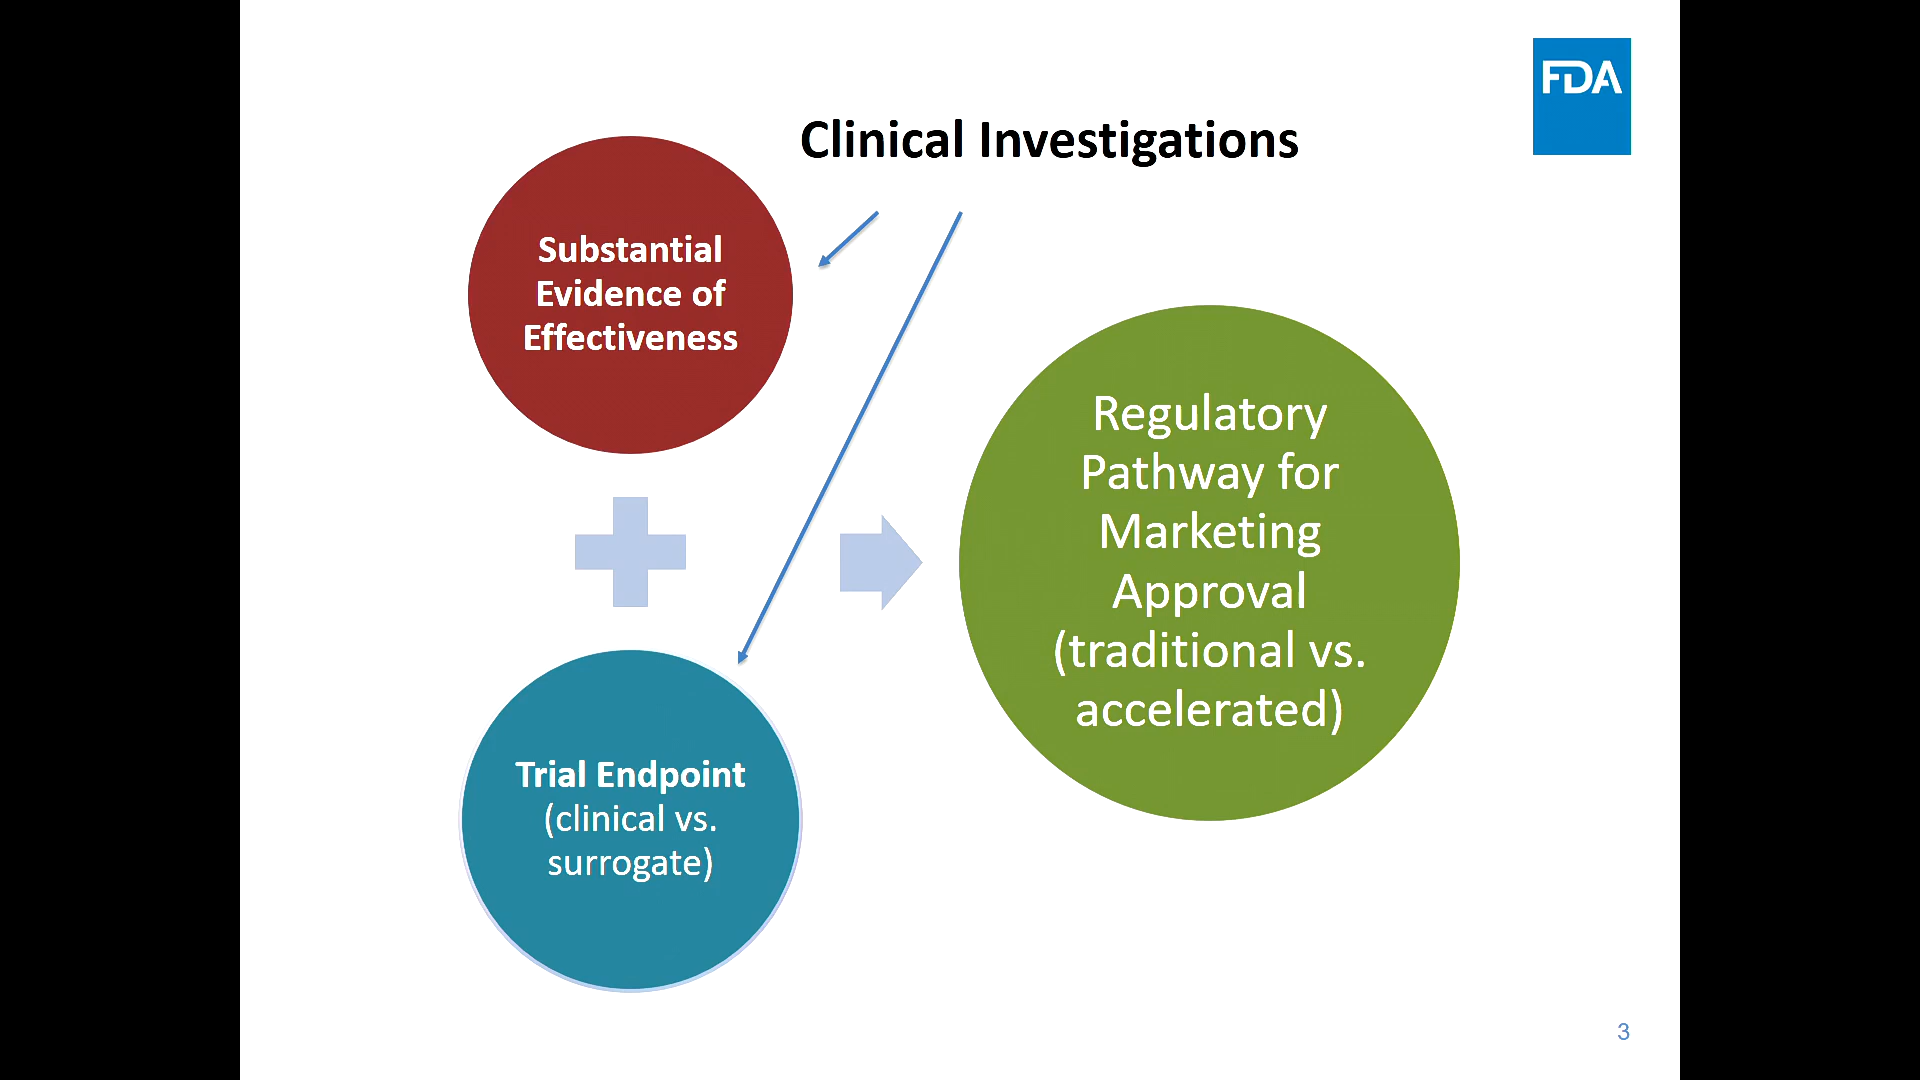 FDA
Clinical Investigations
Substantial
Evidence of
Effectiveness
Regulatory
Pathway for
Marketing
Approval
(traditional vs.
accelerated)
Trial Endpoint
(clinical vs.
surrogate)
3